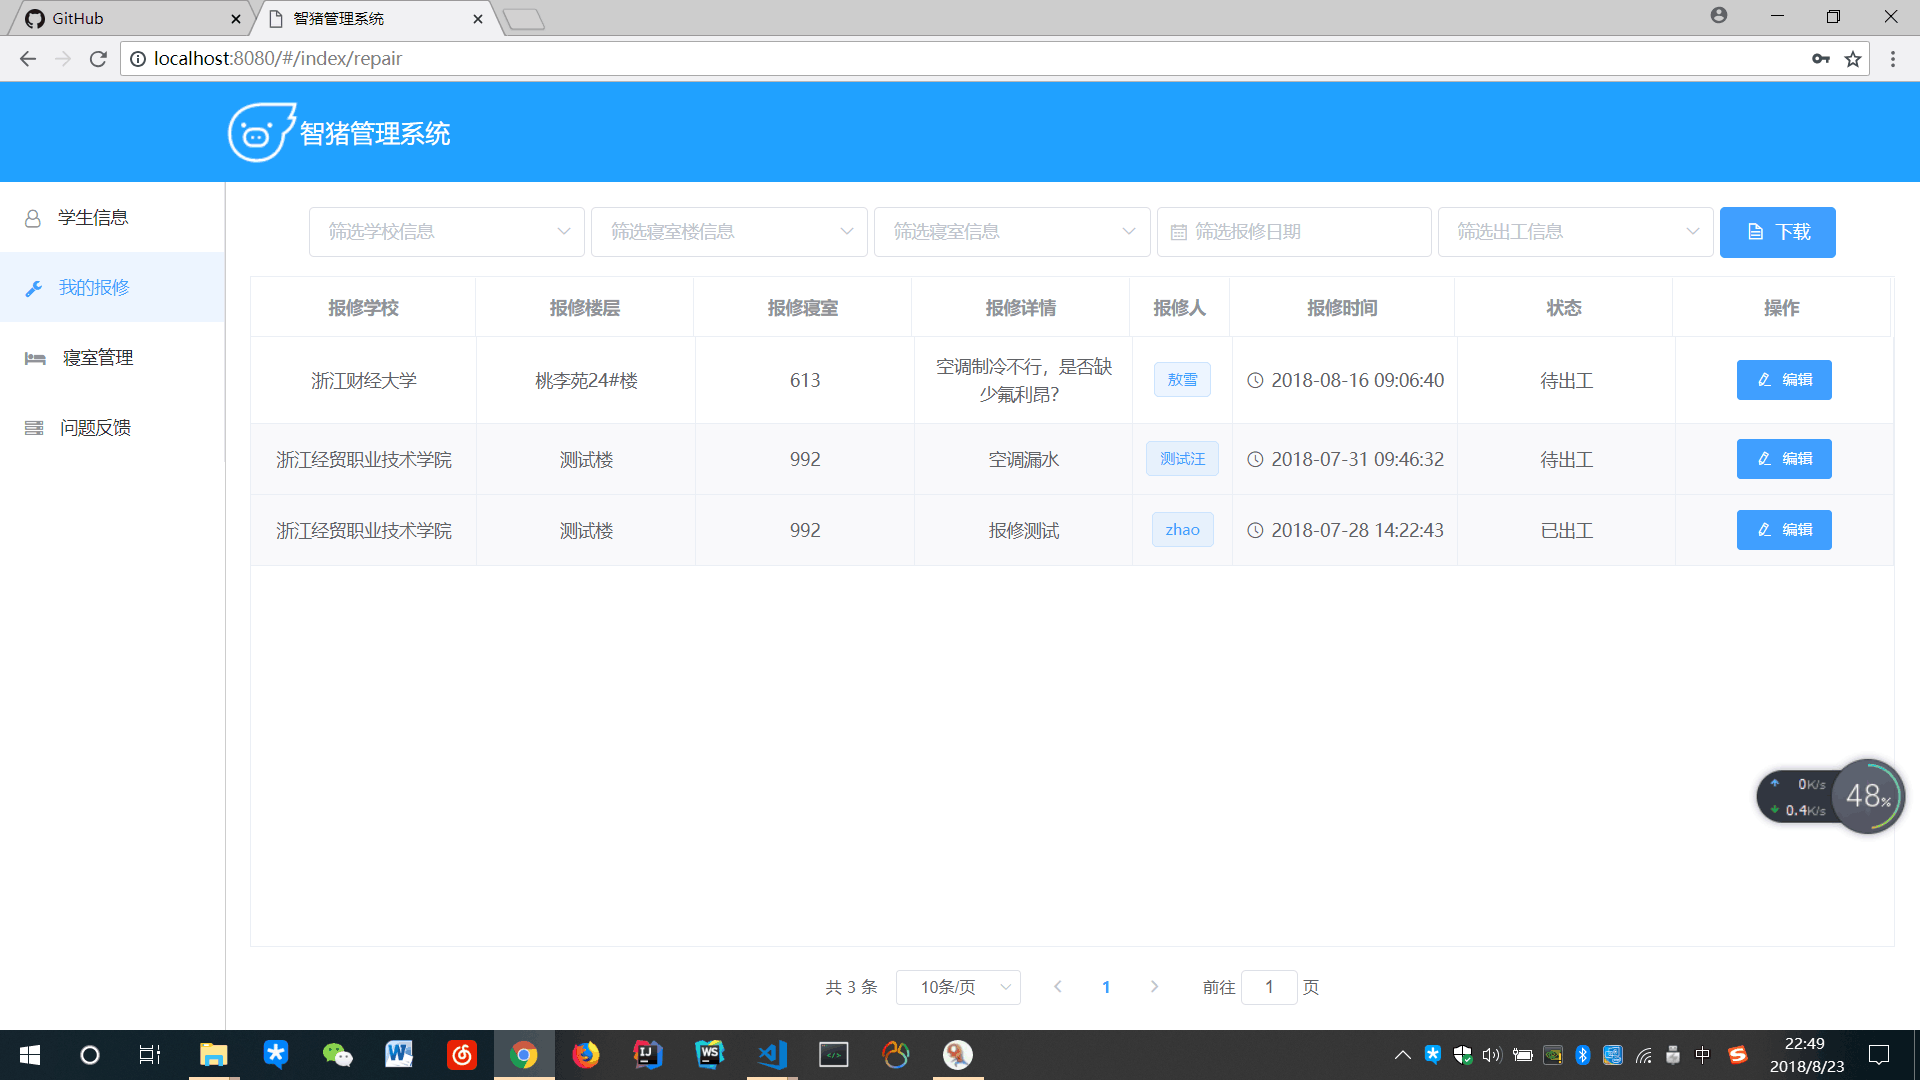 GitHub
智猪管理系统
localhost:8080/#/index/repair
智猪管理系统
学生信息
我的报修
寝室管理
问题反馈
筛选学校信息
筛选寝室楼信息
筛选寝室信息
筛选报修日期
筛选出工信息
下载
报修学校 报修楼层 报修寝室 报修详情 报修人 报修时间 状态 操作
浙江财经大学 桃李苑24#楼 613 空调制冷不行，是否缺
少氟利昂？
敖雪 2018-08-16 09:06:40 待出工 编辑
浙江经贸职业技术学院 测试楼 992 空调漏水 测试汪 2018-07-31 09:46:32 待出工 编辑
浙江经贸职业技术学院 测试楼 992 报修测试 zhao 2018-07-28 14:22:43 已出工 编辑
0K/s
0.4K/s
48%
共 3 条 10条/页 1 前往 1 页
中
22:49
2018/8/23